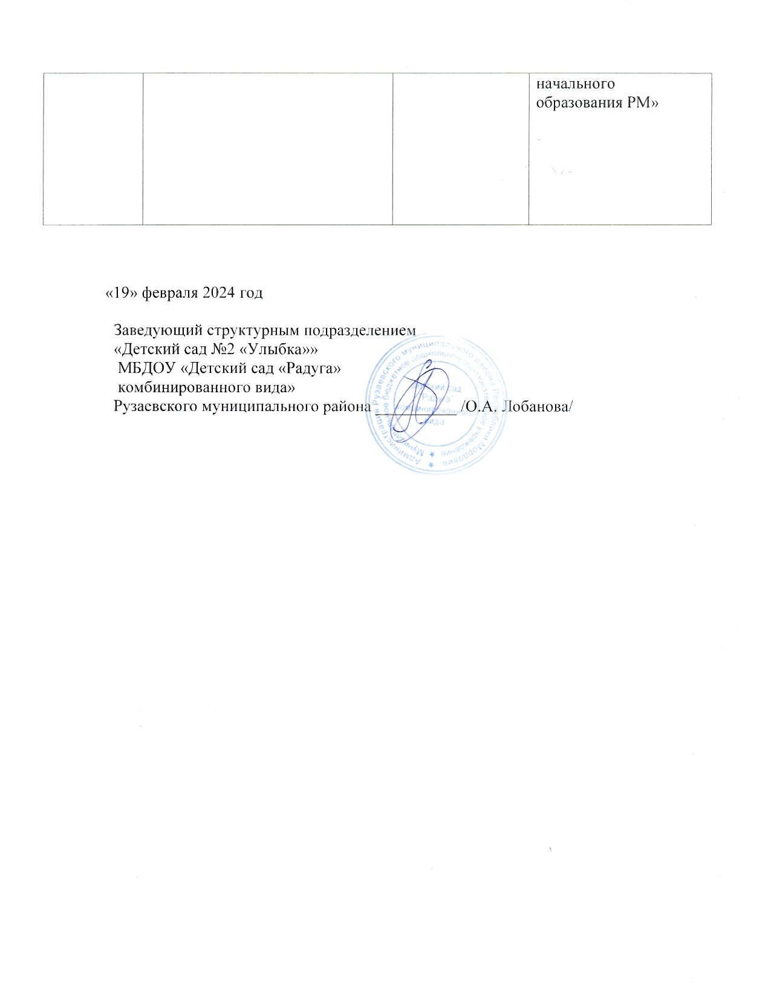 начального
образования РМ»
«19» февраля 2024 год
Заведующий структурным подразделением
«Детский сад №2 «Улыбка»»
МБДОУ «Детский сад «Радуга»
комбинированного вида»
Рузаевского муниципального района __________/О.А. Лобанова/
Администрация Рузаевского муниципального района Республики Мордовия
Муниципальное бюджетное дошкольное образовательное учреждение
Детский сад
"Радуга"
комбинированного
вида